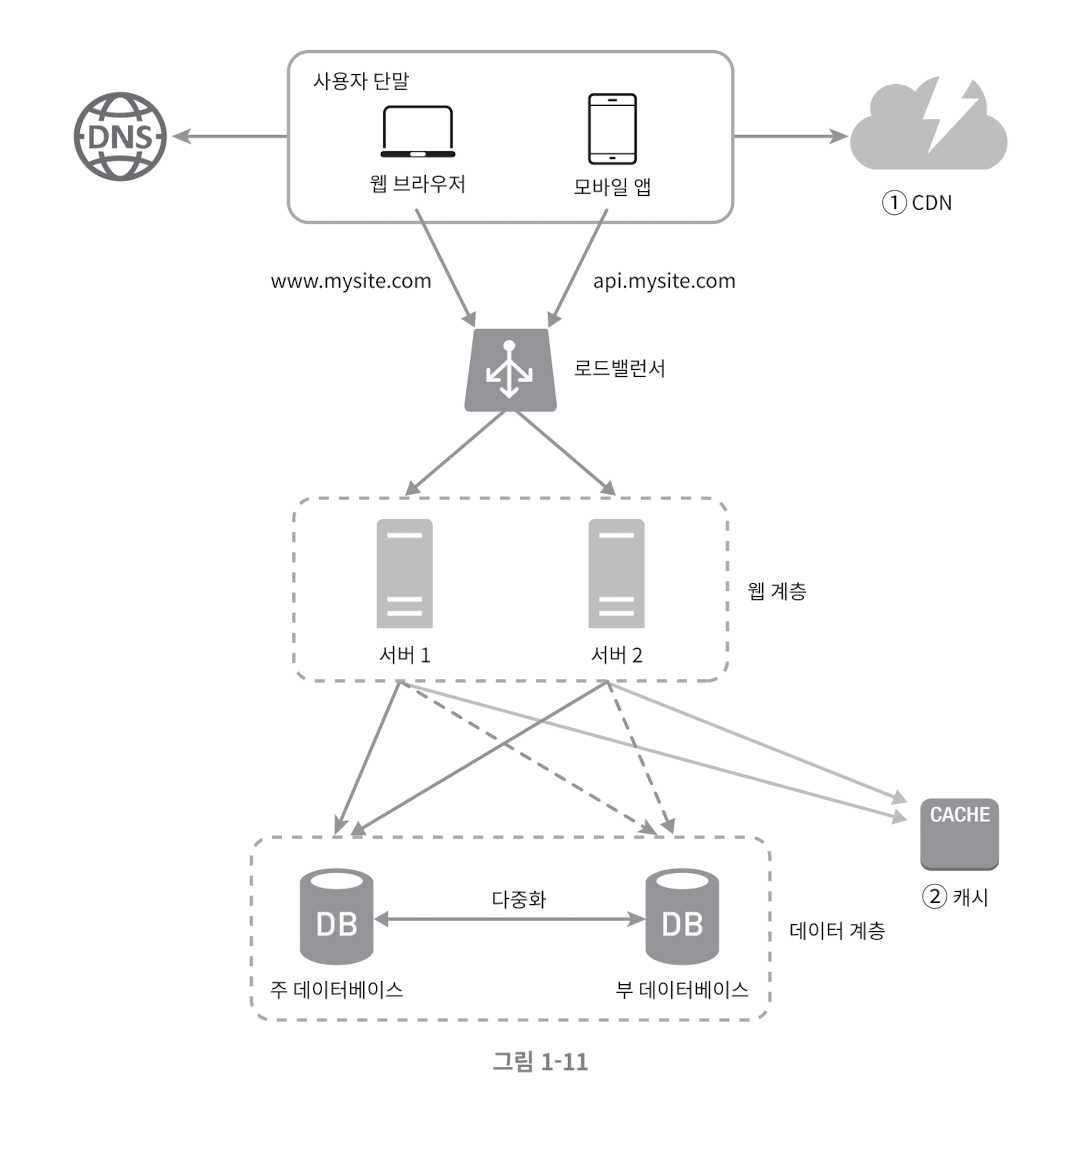 사용자 단말
DNS
웹 브라우저
모바일 앱
① CDN
www.mysite.com
api.mysite.com
로드밸런서
웹 계층
서버 1
서버 2
CACHE
② 캐시
다중화
DB
DB
데이터 계층
주 데이터베이스
부 데이터베이스
그림 1-11